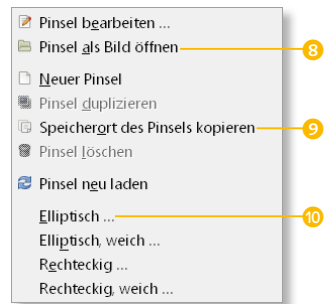 Pinsel bearbeiten ...
Pinsel als Bild öffnen 8
Neuer Pinsel
Pinsel duplizieren
Speicherort des Pinsels kopieren 9
Pinsel löschen
Pinsel neu laden
Elliptisch ... 10
Elliptisch, weich ...
Rechteckig ...
Rechteckig, weich ...